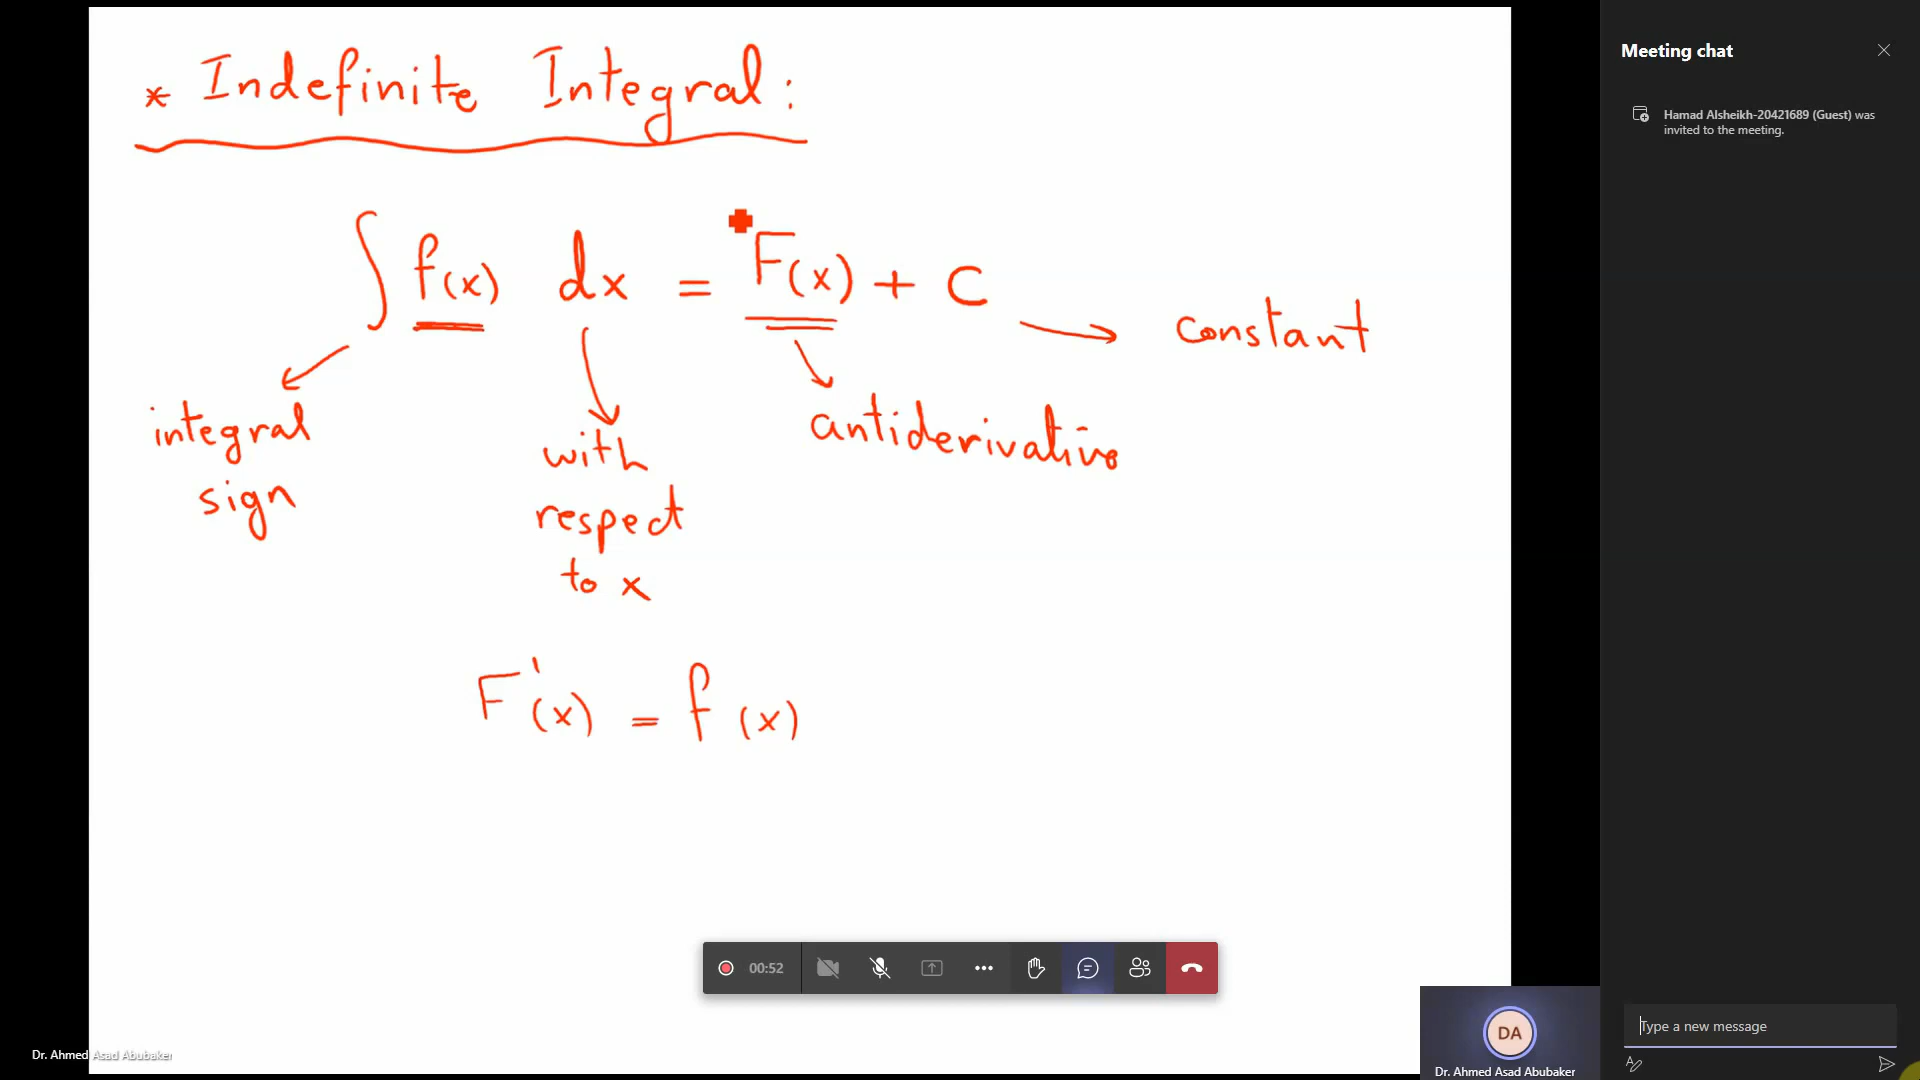 * Indefinite Integral:
∫ f(x) dx = F(x) + C
constant
integral
sign
with
respect
to x
antiderivative
F'(x) = f(x)
00:52
Dr. Ahmed Asad Abubaker
DA
Dr. Ahmed Asad Abubaker
Meeting chat
Hamad Alsheikh-20421689 (Guest) was
invited to the meeting.
Type a new message